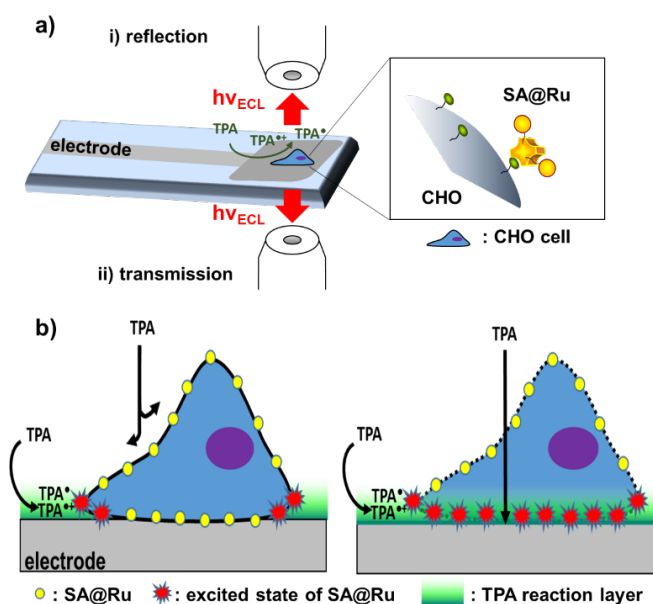 a)
i) reflection
hνECL
TPA
TPA•+
TPA•
electrode
hνECL
ii) transmission
SA@Ru
CHO
: CHO cell
b)
TPA
TPA
TPA•
TPA•+
electrode
TPA
TPA
TPA•
TPA•+
: SA@Ru : excited state of SA@Ru : TPA reaction layer